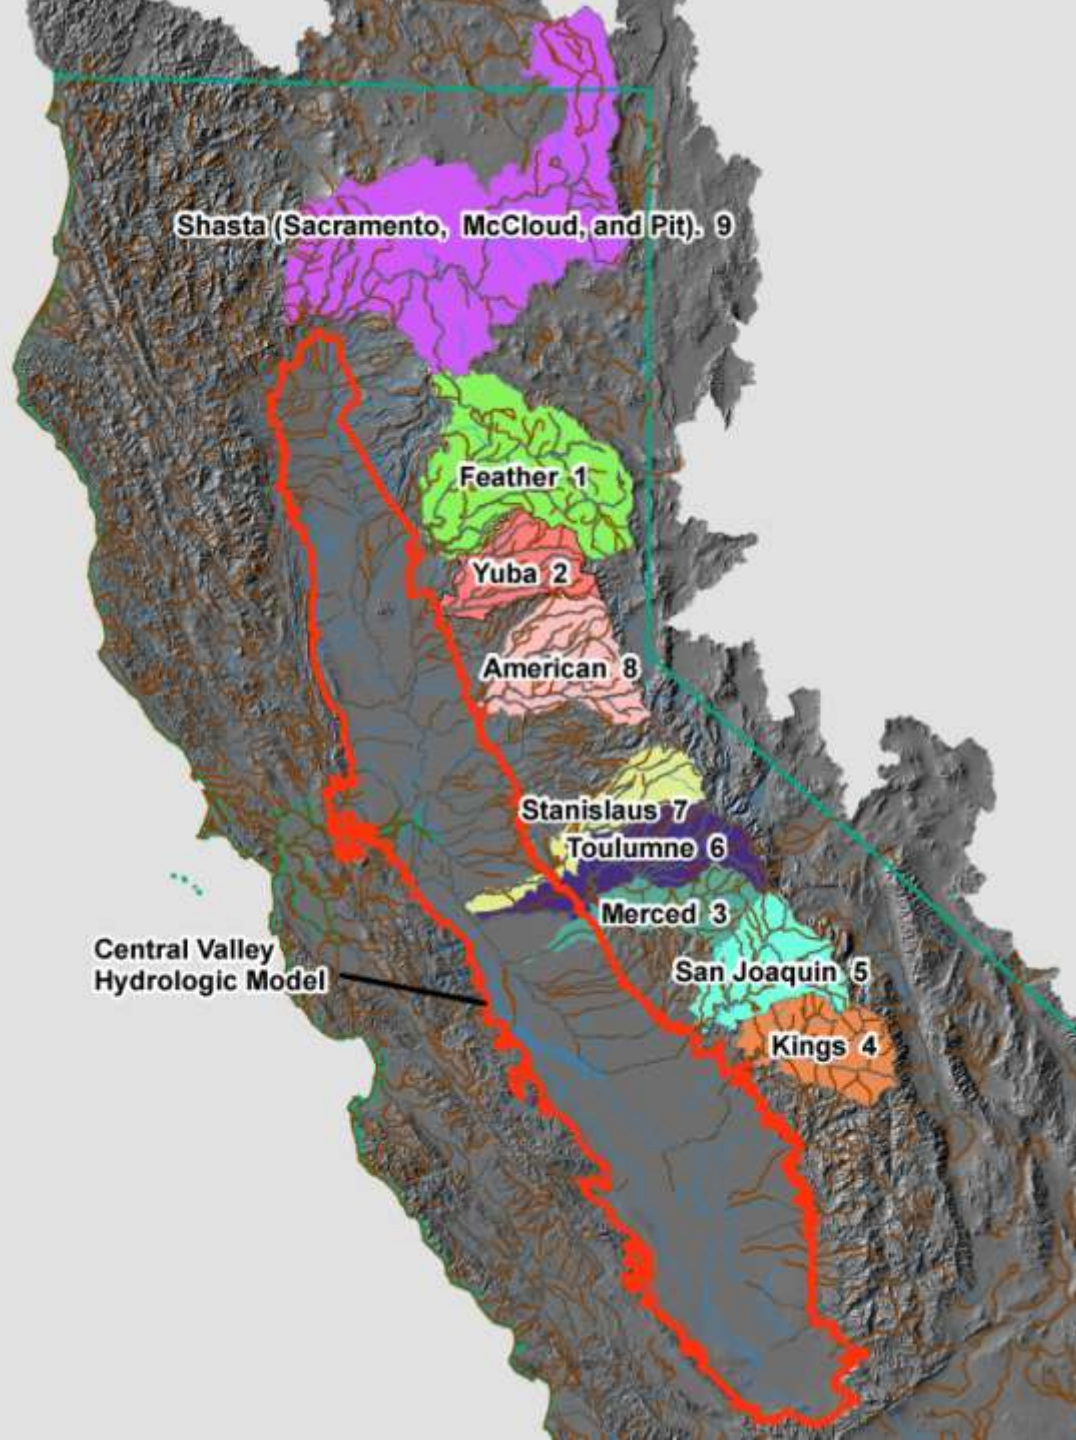 Shasta (Sacramento, McCloud, and Pit). 9
Feather 1
Yuba 2
American 8
Stanislaus 7
Toulumne 6
Merced 3
San Joaquin 5
Kings 4
Central Valley
Hydrologic Model